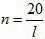 n = 20/l